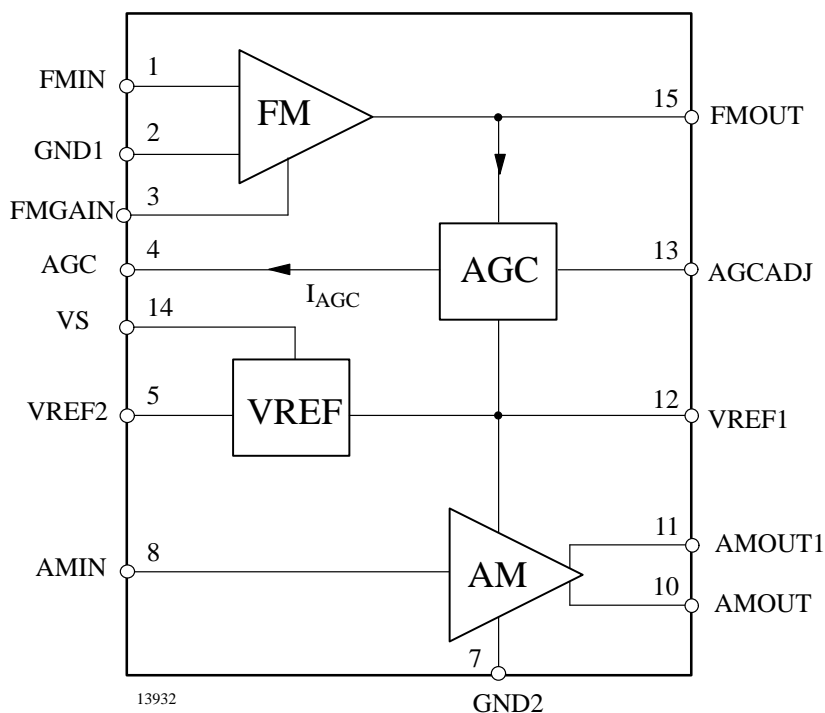 FMIN 1
FM
15 FMOUT
GND1 2
FMGAIN 3
AGC 4
AGC
13 AGCADJ
IAGC
VS 14
VREF2 5
VREF
12 VREF1
AMIN 8
AM
11 AMOUT1
10 AMOUT
7
GND2
13932